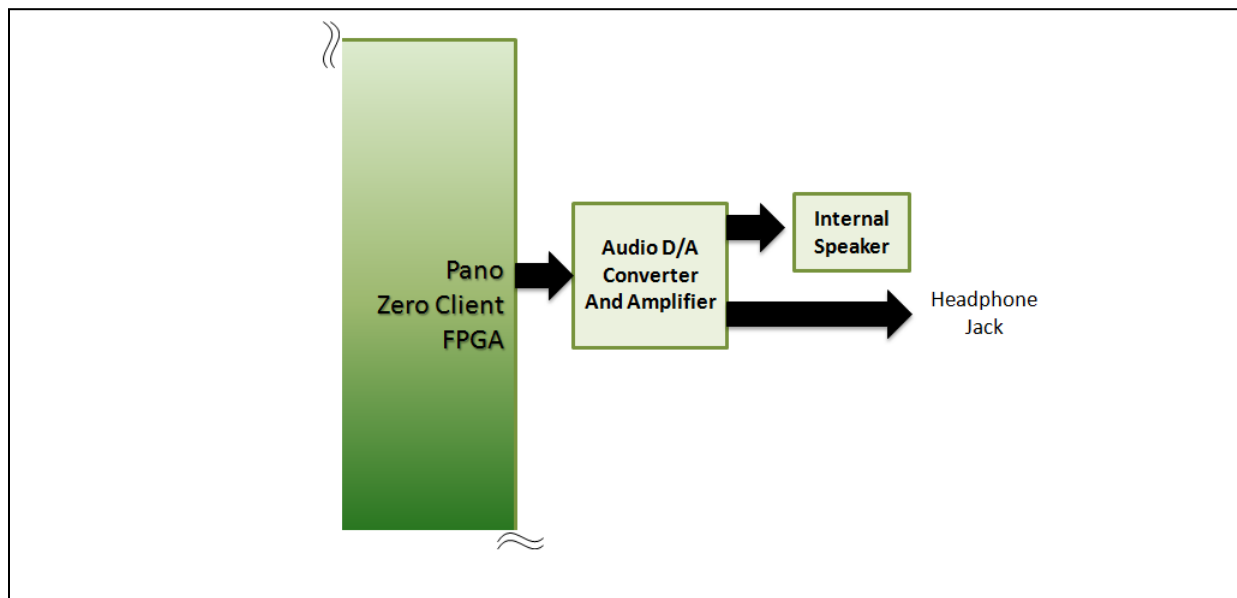 Pano
Zero Client
FPGA
Audio D/A
Converter
And Amplifier
Internal
Speaker
Headphone
Jack